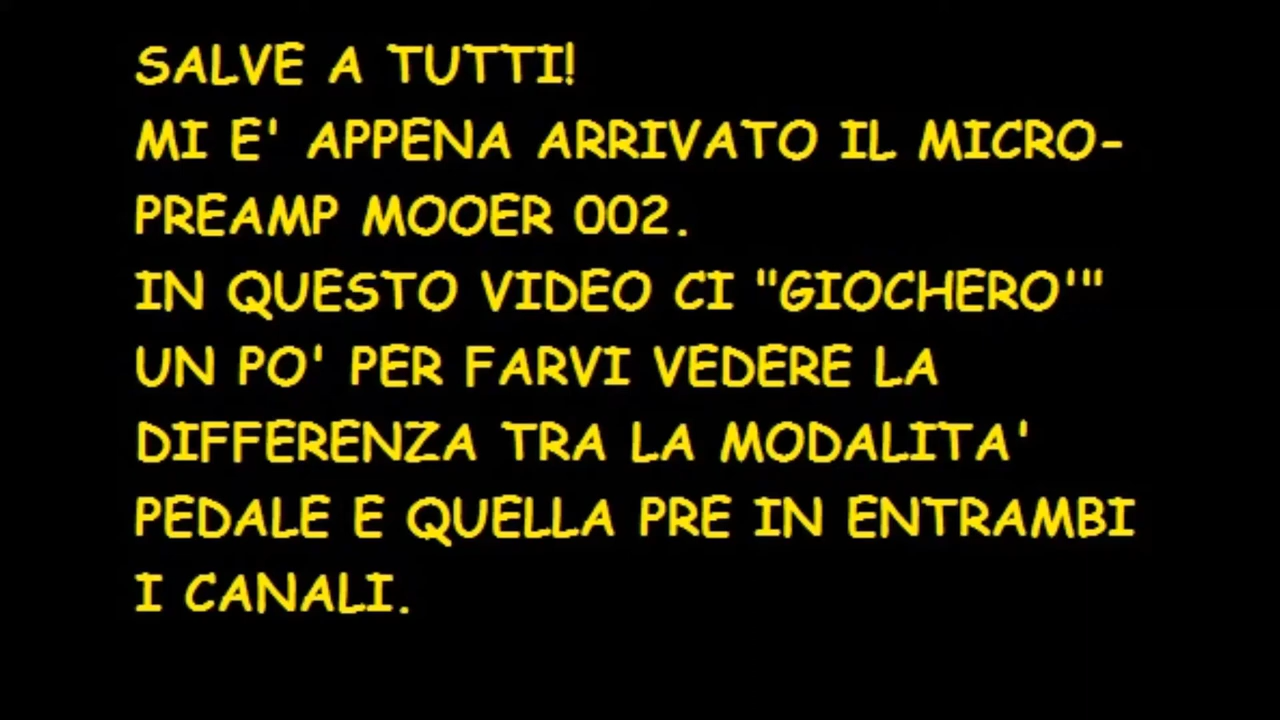 SALVE A TUTTI!
MI E' APPENA ARRIVATO IL MICRO-
PREAMP MOOER 002.
IN QUESTO VIDEO CI "GIOCHERO'"
UN PO' PER FARVI VEDERE LA
DIFFERENZA TRA LA MODALITA'
PEDALE E QUELLA PRE IN ENTRAMBI
I CANALI.